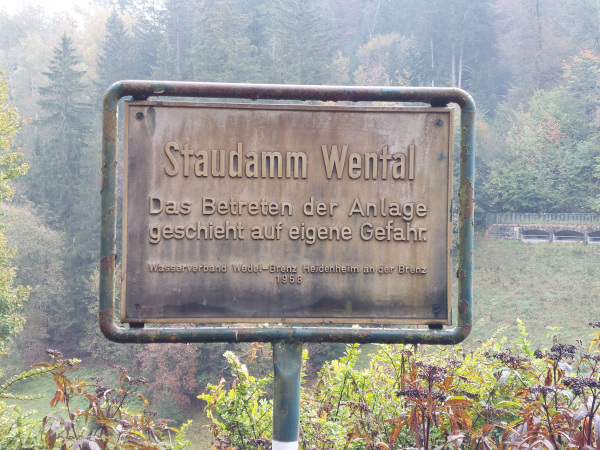 Staudamm Wental
Das Betreten der Anlage
geschieht auf eigene Gefahr.
Wasserverband Wedel.-Brenz Heidenheim an der Brenz
1958